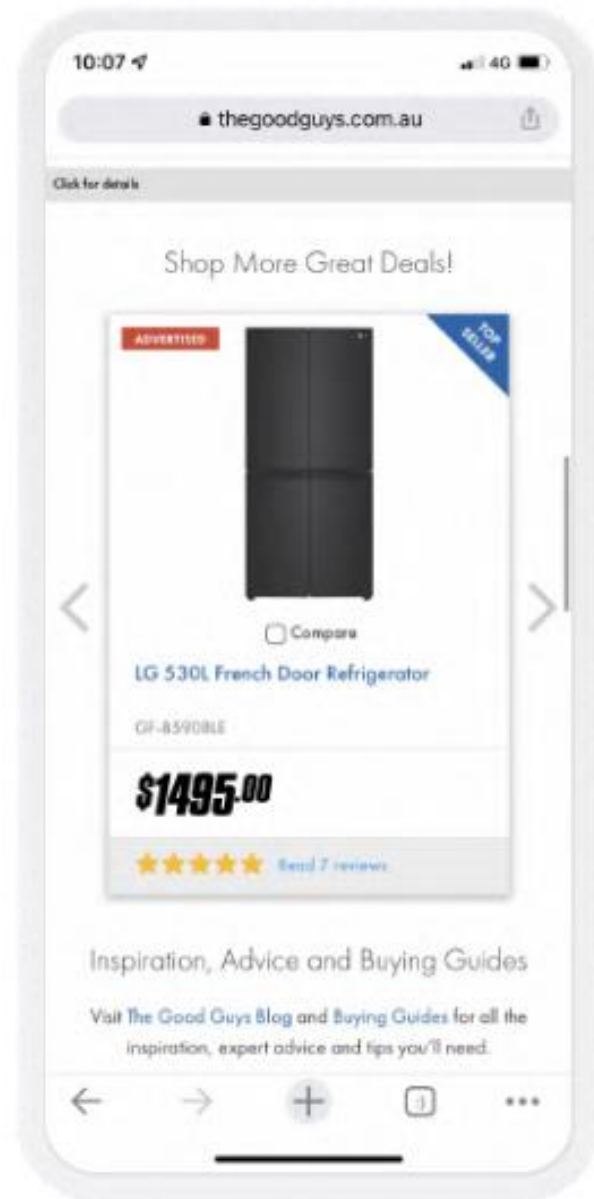 10:07
4G
thegoodguys.com.au
Click for details
Shop More Great Deals!
ADVERTISED
TOP
SELLER
Compare
LG 530L French Door Refrigerator
GF-B590BLE
$1495.00
Read 7 reviews
Inspiration, Advice and Buying Guides
Visit The Good Guys Blog and Buying Guides for all the
inspiration, expert advice and tips you'll need.
:)